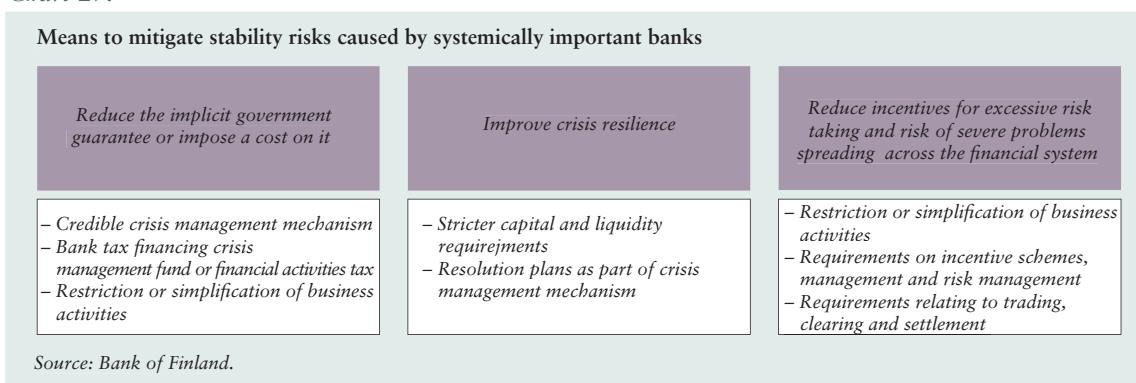 Means to mitigate stability risks caused by systemically important banks
Reduce the implicit government
guarantee or impose a cost on it
– Credible crisis management mechanism
– Bank tax financing crisis
management fund or financial activities tax
– Restriction or simplification of business
activities
Improve crisis resilience
– Stricter capital and liquidity
requirejments
– Resolution plans as part of crisis
management mechanism
Reduce incentives for excessive risk
taking and risk of severe problems
spreading across the financial system
– Restriction or simplification of business
activities
– Requirements on incentive schemes,
management and risk management
– Requirements relating to trading,
clearing and settlement
Source: Bank of Finland.